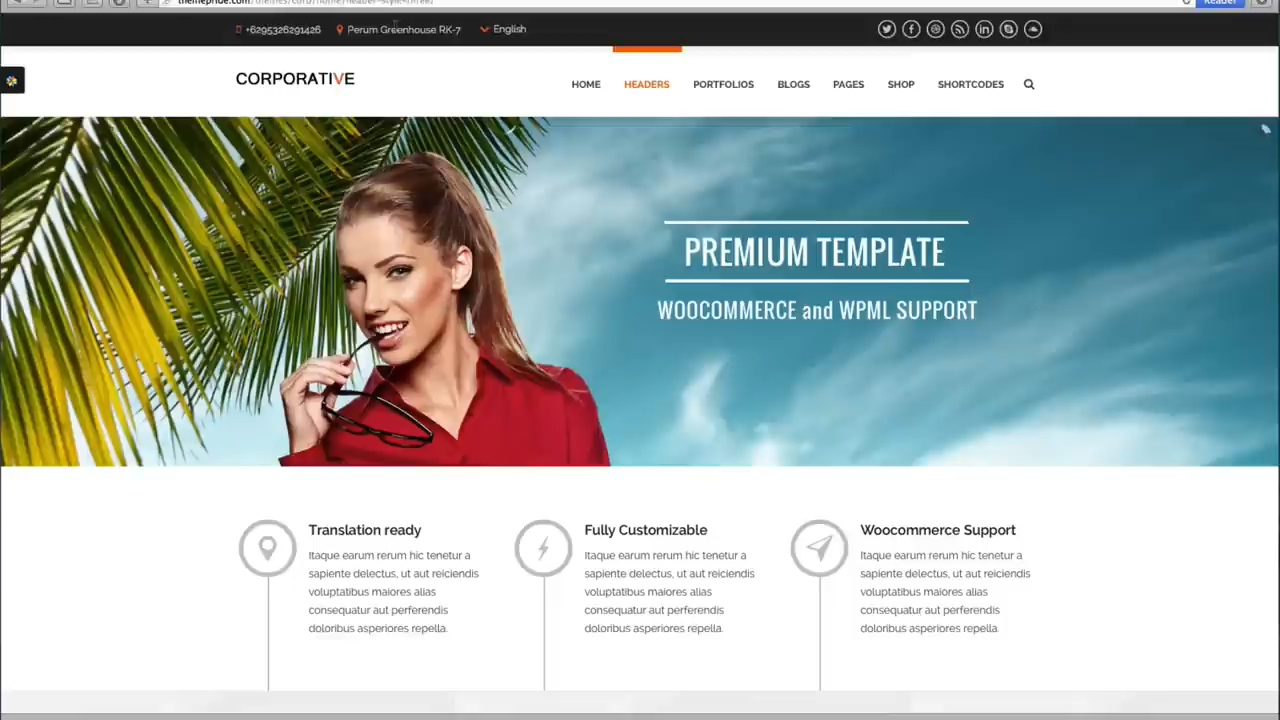 Reader
+6295326291426 Perum Greenhouse RK-7 English
CORPORATIVE
HOME HEADERS PORTFOLIOS BLOGS PAGES SHOP SHORTCODES
PREMIUM TEMPLATE
WOOCOMMERCE and WPML SUPPORT
Translation ready
Itaque earum rerum hic tenetur a
sapiente delectus, ut aut reiciendis
voluptatibus maiores alias
consequatur aut perferendis
doloribus asperiores repella.
Fully Customizable
Itaque earum rerum hic tenetur a
sapiente delectus, ut aut reiciendis
voluptatibus maiores alias
consequatur aut perferendis
doloribus asperiores repella.
Woocommerce Support
Itaque earum rerum hic tenetur a
sapiente delectus, ut aut reiciendis
voluptatibus maiores alias
consequatur aut perferendis
doloribus asperiores repella.